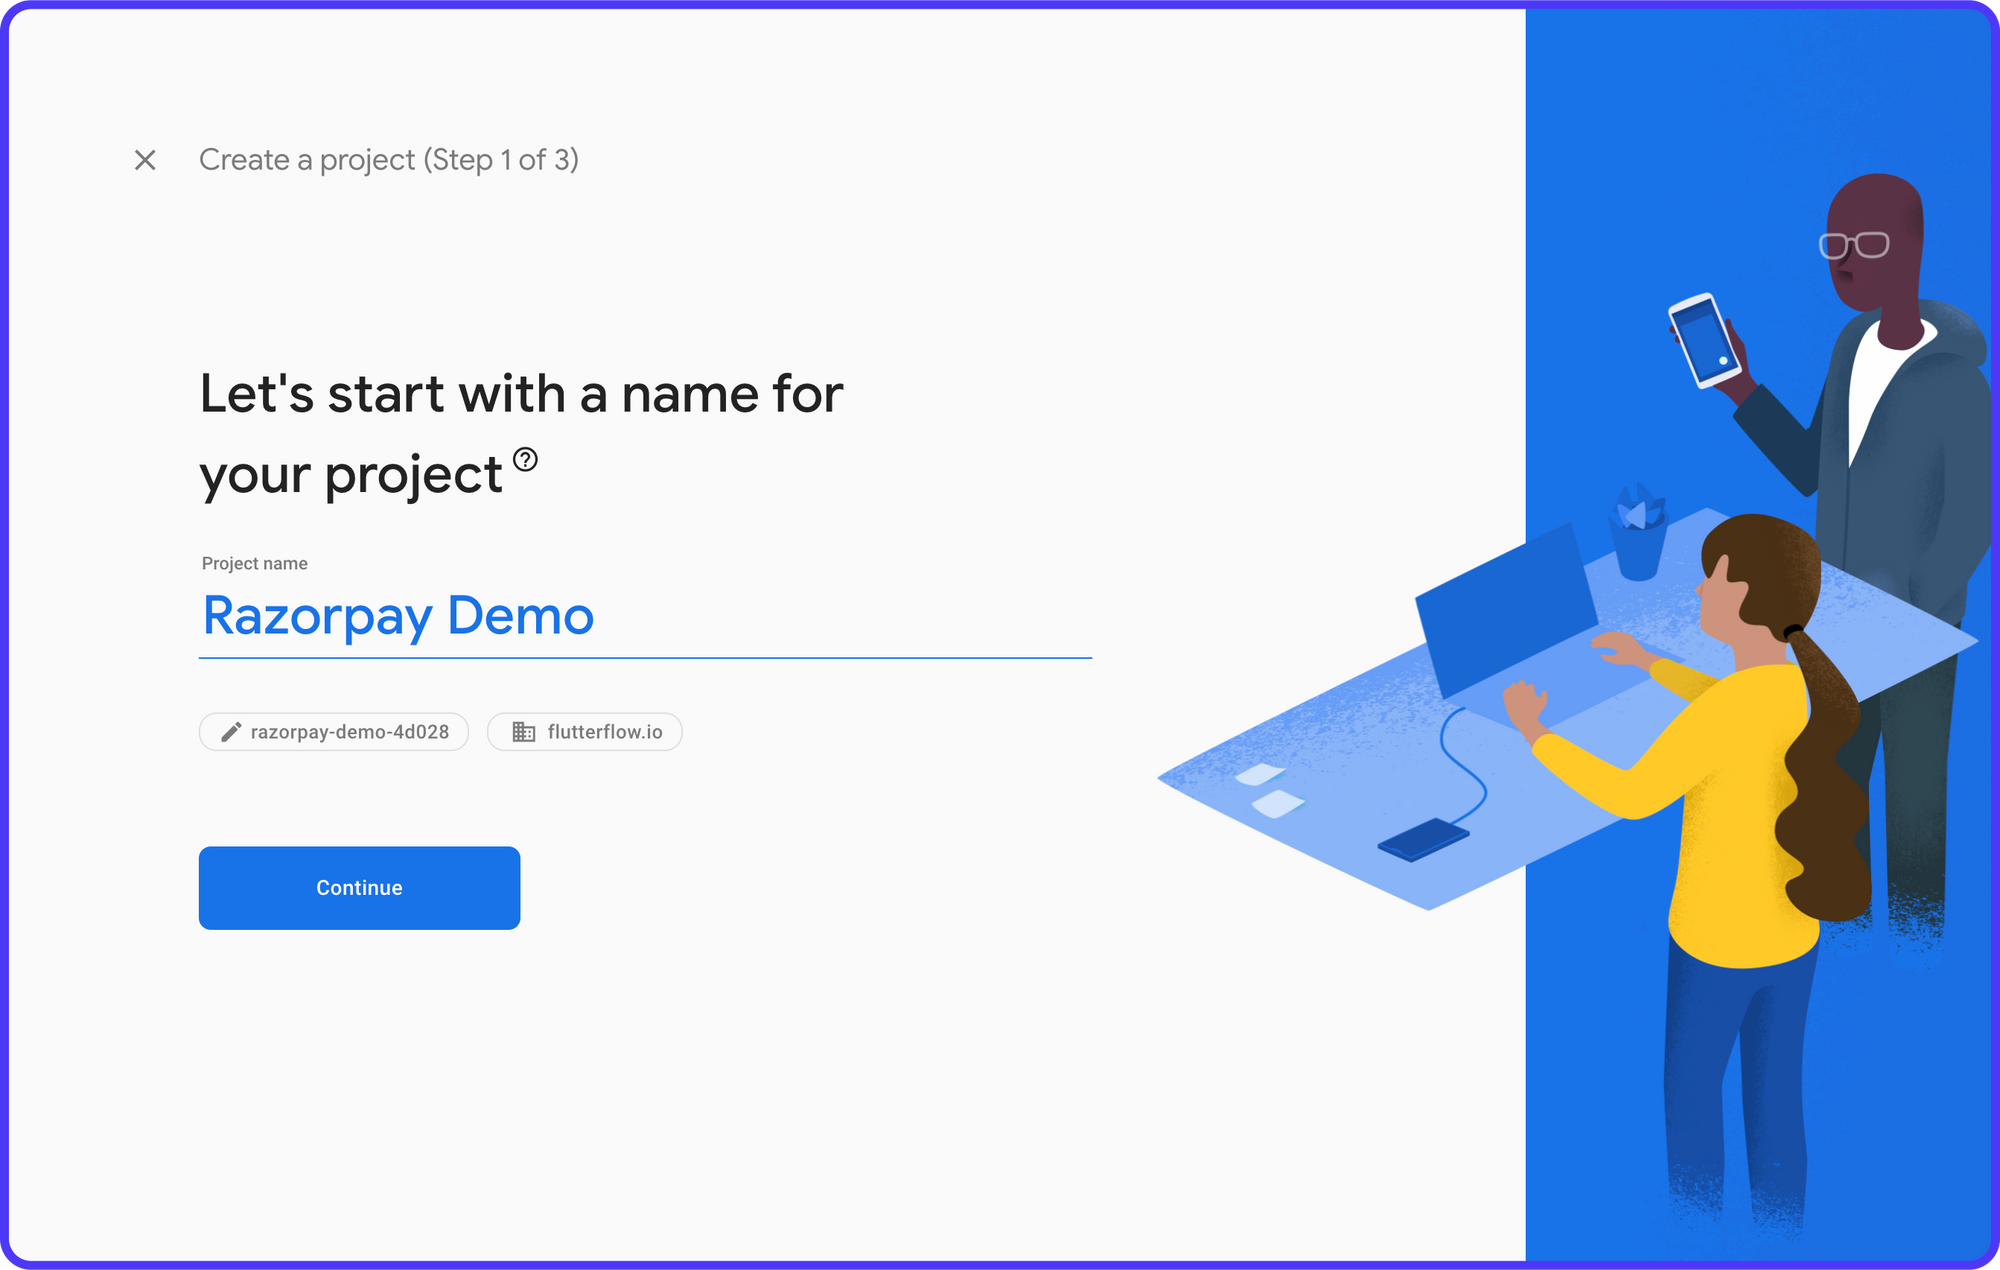 Create a project (Step 1 of 3)
Let's start with a name for
your project
Project name
Razorpay Demo
razorpay-demo-4d028
flutterflow.io
Continue